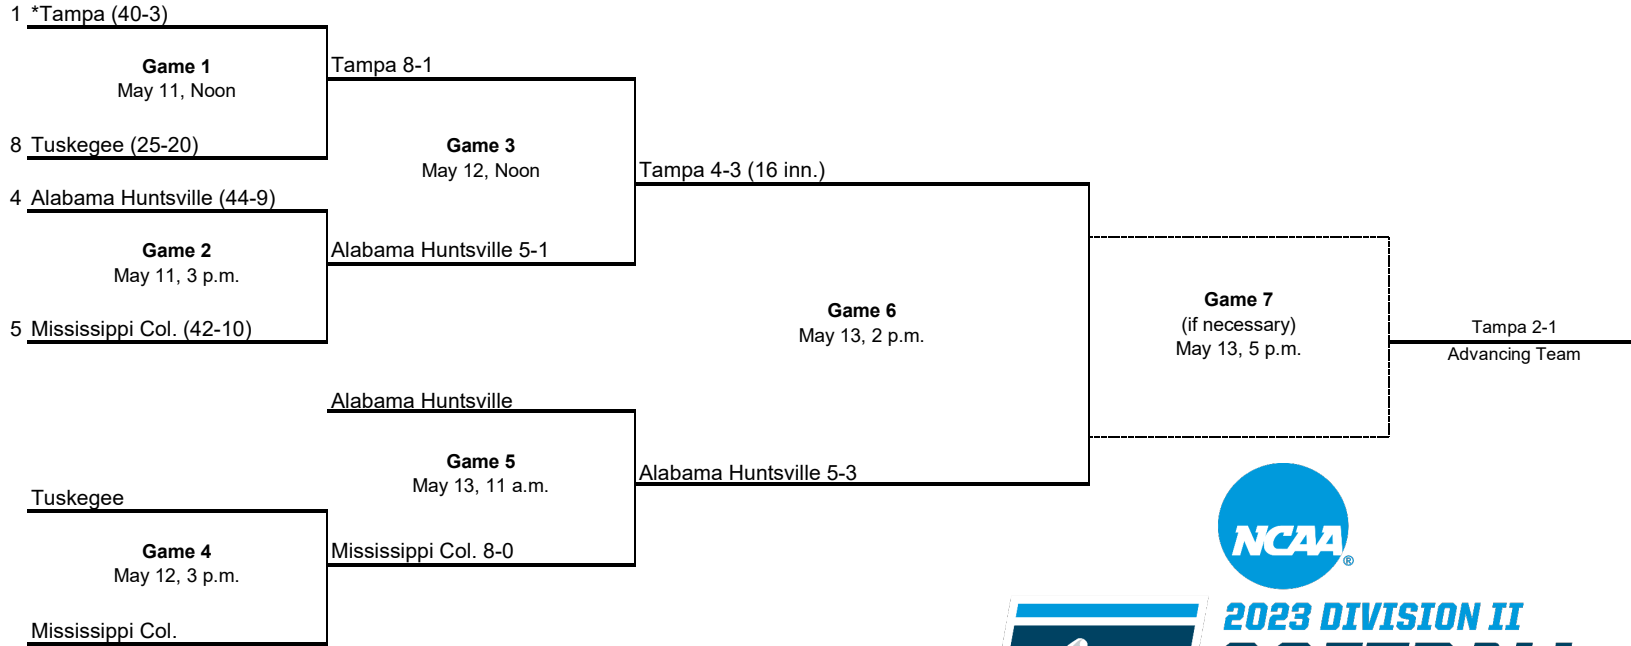 1 *Tampa (40-3)
Game 1
May 11, Noon
Tampa 8-1
8 Tuskegee (25-20)
Game 3
May 12, Noon
Tampa 4-3 (16 inn.)
4 Alabama Huntsville (44-9)
Game 2
May 11, 3 p.m.
Alabama Huntsville 5-1
5 Mississippi Col. (42-10)
Game 6
May 13, 2 p.m.
Game 7
(if necessary)
May 13, 5 p.m.
Tampa 2-1
Advancing Team
Alabama Huntsville
Game 5
May 13, 11 a.m.
Alabama Huntsville 5-3
Tuskegee
Game 4
May 12, 3 p.m.
Mississippi Col. 8-0
Mississippi Col.
NCAA®
2023 DIVISION II